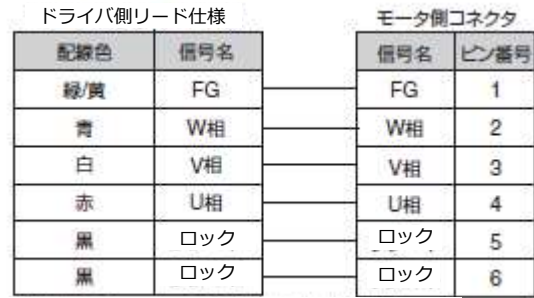 ドライバ側リード仕様 モータ側コネクタ
配線色 信号名 信号名 ピン番号
緑/黄 FG FG 1
青 W相 W相 2
白 V相 V相 3
赤 U相 U相 4
黒 ロック ロック 5
黒 ロック ロック 6